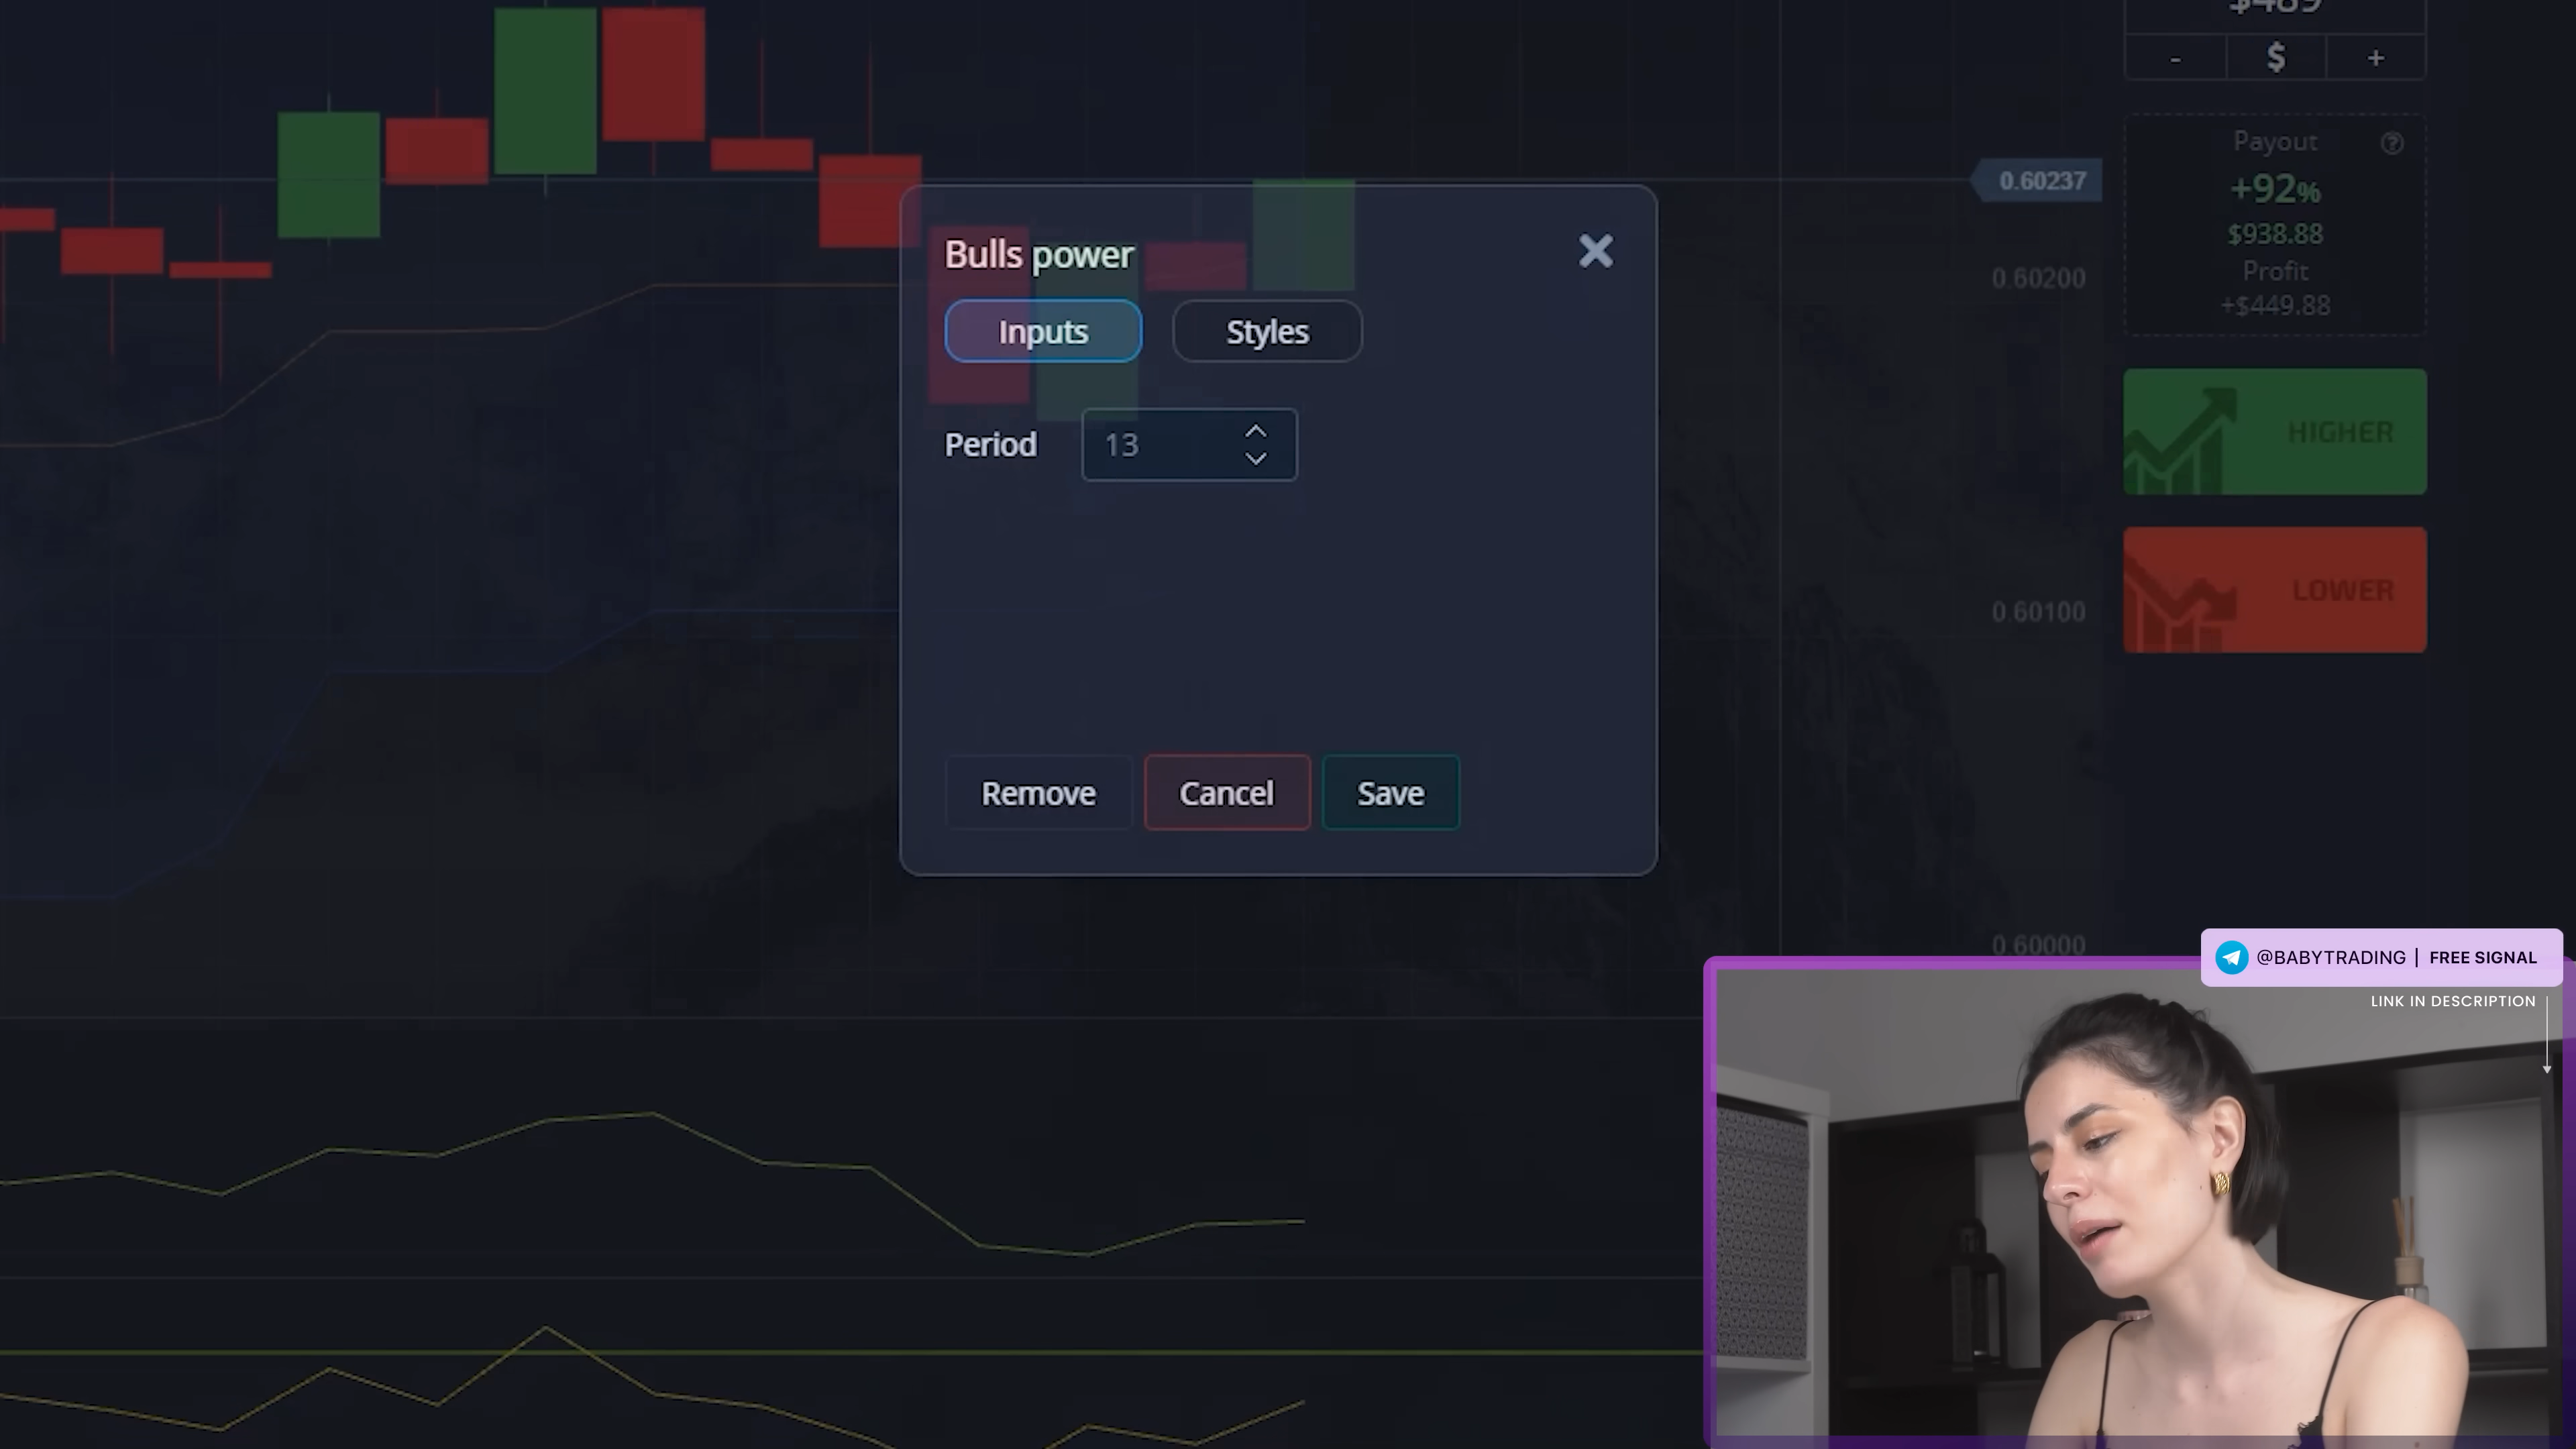 $489
- $ +
Payout
+92%
$938.88
Profit
+$449.88
HIGHER
LOWER
0.60237
0.60200
0.60100
0.60000
Bulls power
Inputs Styles
Period 13
Remove Cancel Save
@BABYTRADING | FREE SIGNAL
LINK IN DESCRIPTION